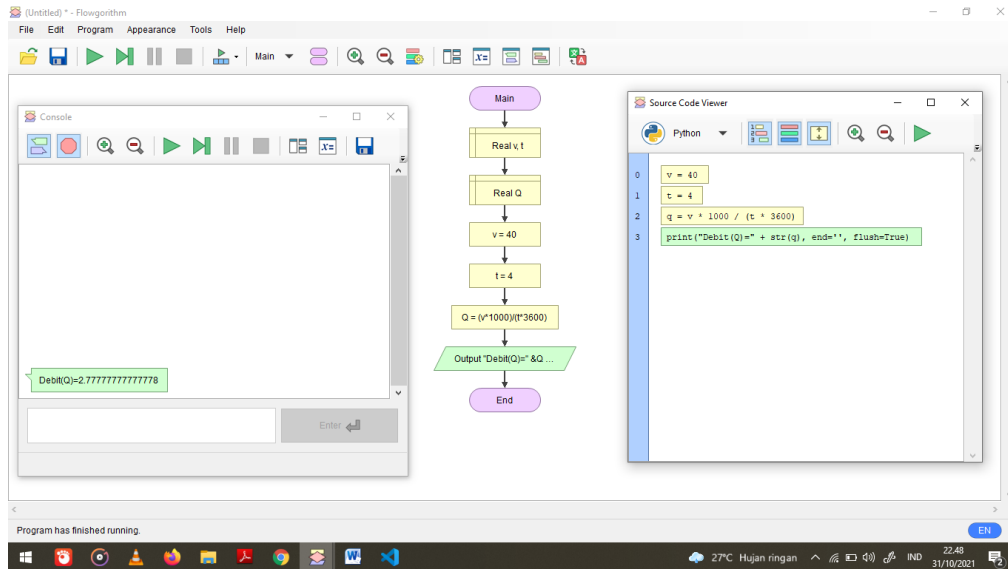 (Untitled) * - Flowgorithm
File Edit Program Appearance Tools Help
Main
Console
Enter
Debit(Q)=2.77777777777778
Main
Real v, t
Real Q
v = 40
t = 4
Q = (v*1000)/(t*3600)
Output "Debit(Q)=" &Q ...
End
Source Code Viewer
Python
0 v = 40
1 t = 4
2 q = v * 1000 / (t * 3600)
3 print("Debit(Q)=" + str(q), end='', flush=True)
Program has finished running.
EN
27°C Hujan ringan
IND
22.48
31/10/2021